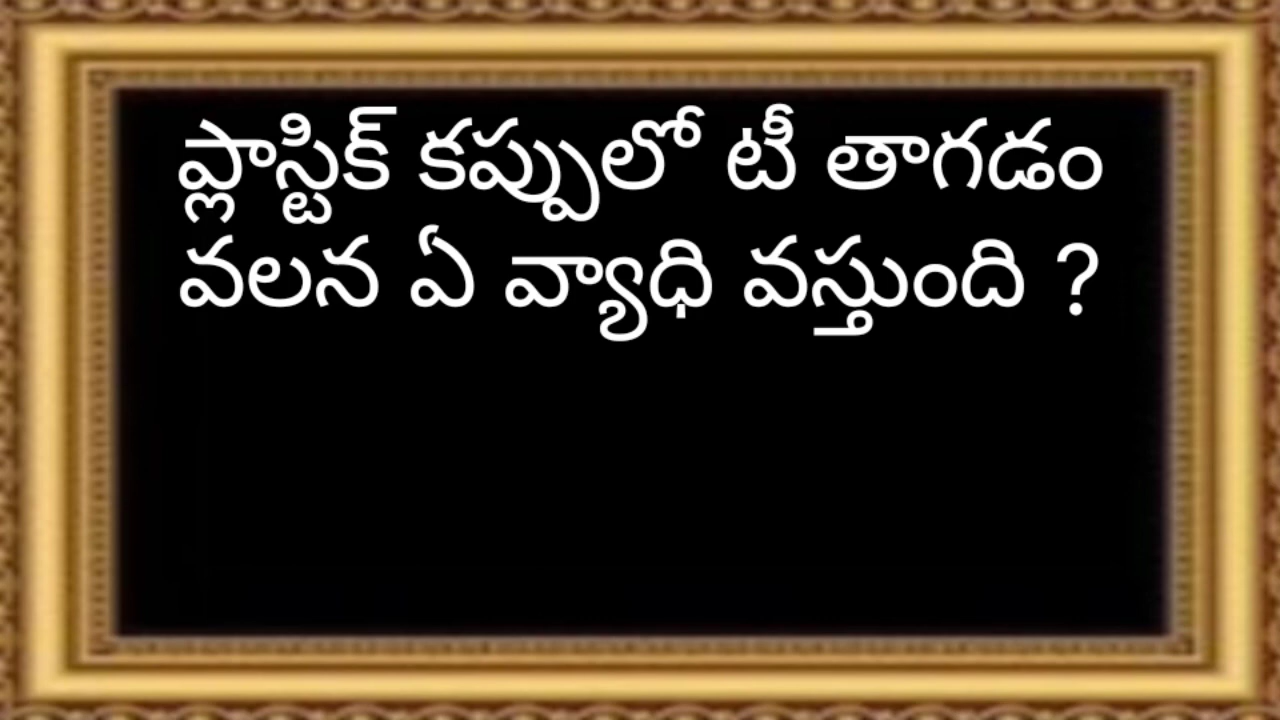 ప్లాస్టిక్ కప్పులో టీ తాగడం
వలన ఏ వ్యాధి వస్తుంది ?